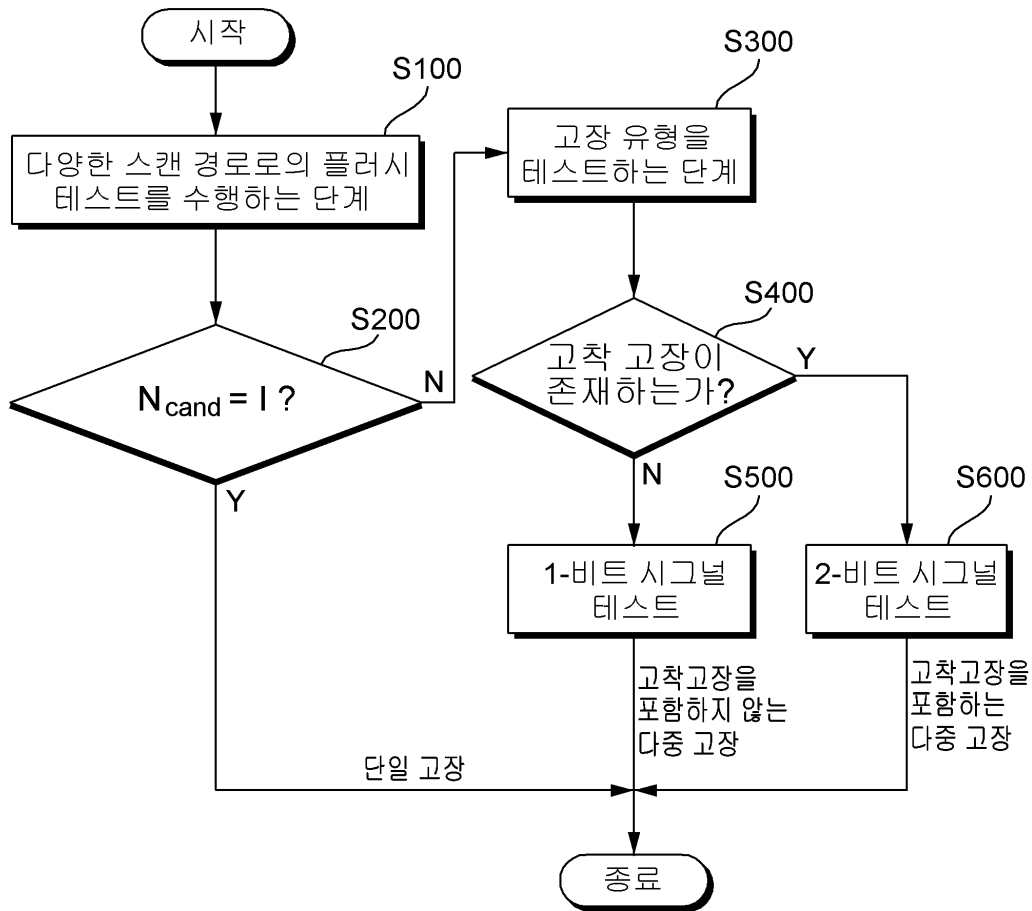 시작
S100
다양한 스캔 경로로의 플러시
테스트를 수행하는 단계
S200
N_cand = I ?
N
Y
S300
고장 유형을
테스트하는 단계
S400
고착 고장이
존재하는가?
Y
N
S500
1-비트 시그널
테스트
S600
2-비트 시그널
테스트
고착고장을
포함하지 않는
다중 고장
고착고장을
포함하는
다중 고장
단일 고장
종료